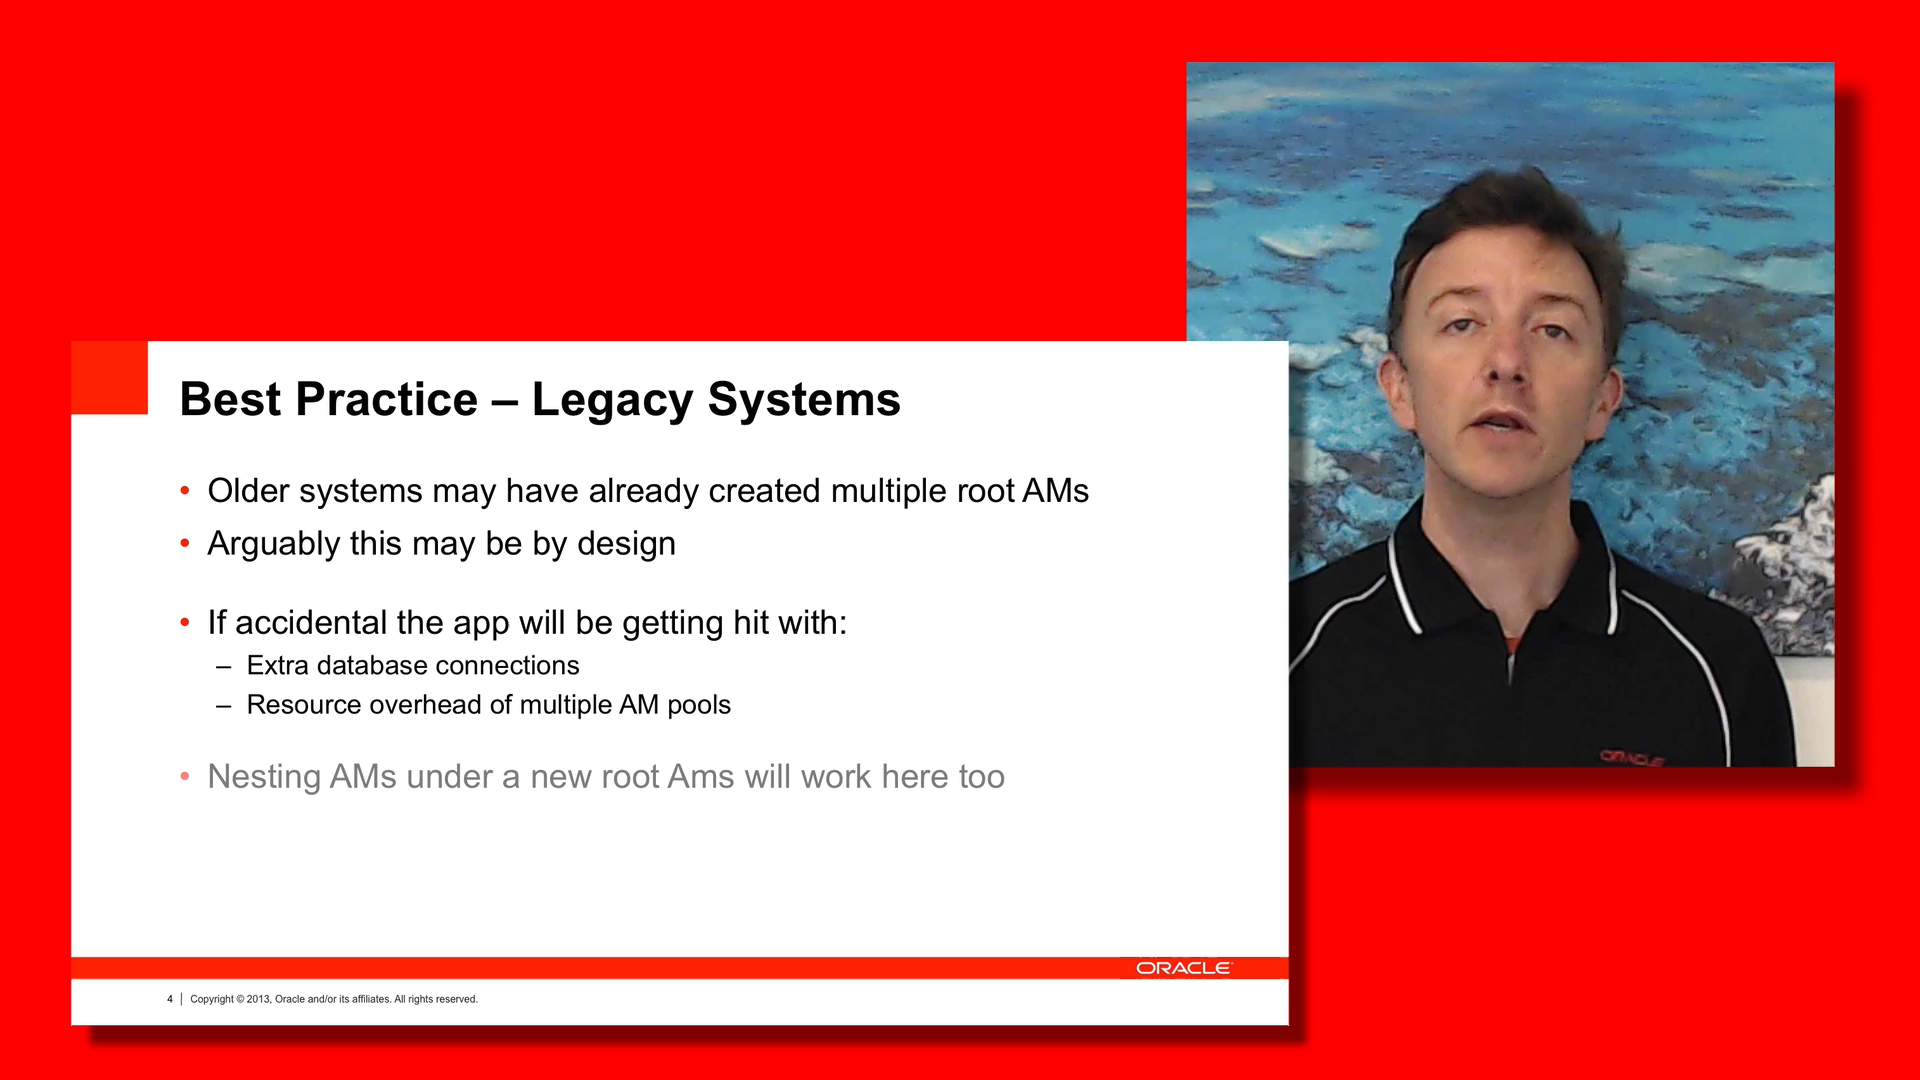 Best Practice – Legacy Systems
• Older systems may have already created multiple root AMs
• Arguably this may be by design
• If accidental the app will be getting hit with:
– Extra database connections
– Resource overhead of multiple AM pools
• Nesting AMs under a new root Ams will work here too
ORACLE
ORACLE
4 | Copyright © 2013, Oracle and/or its affiliates. All rights reserved.